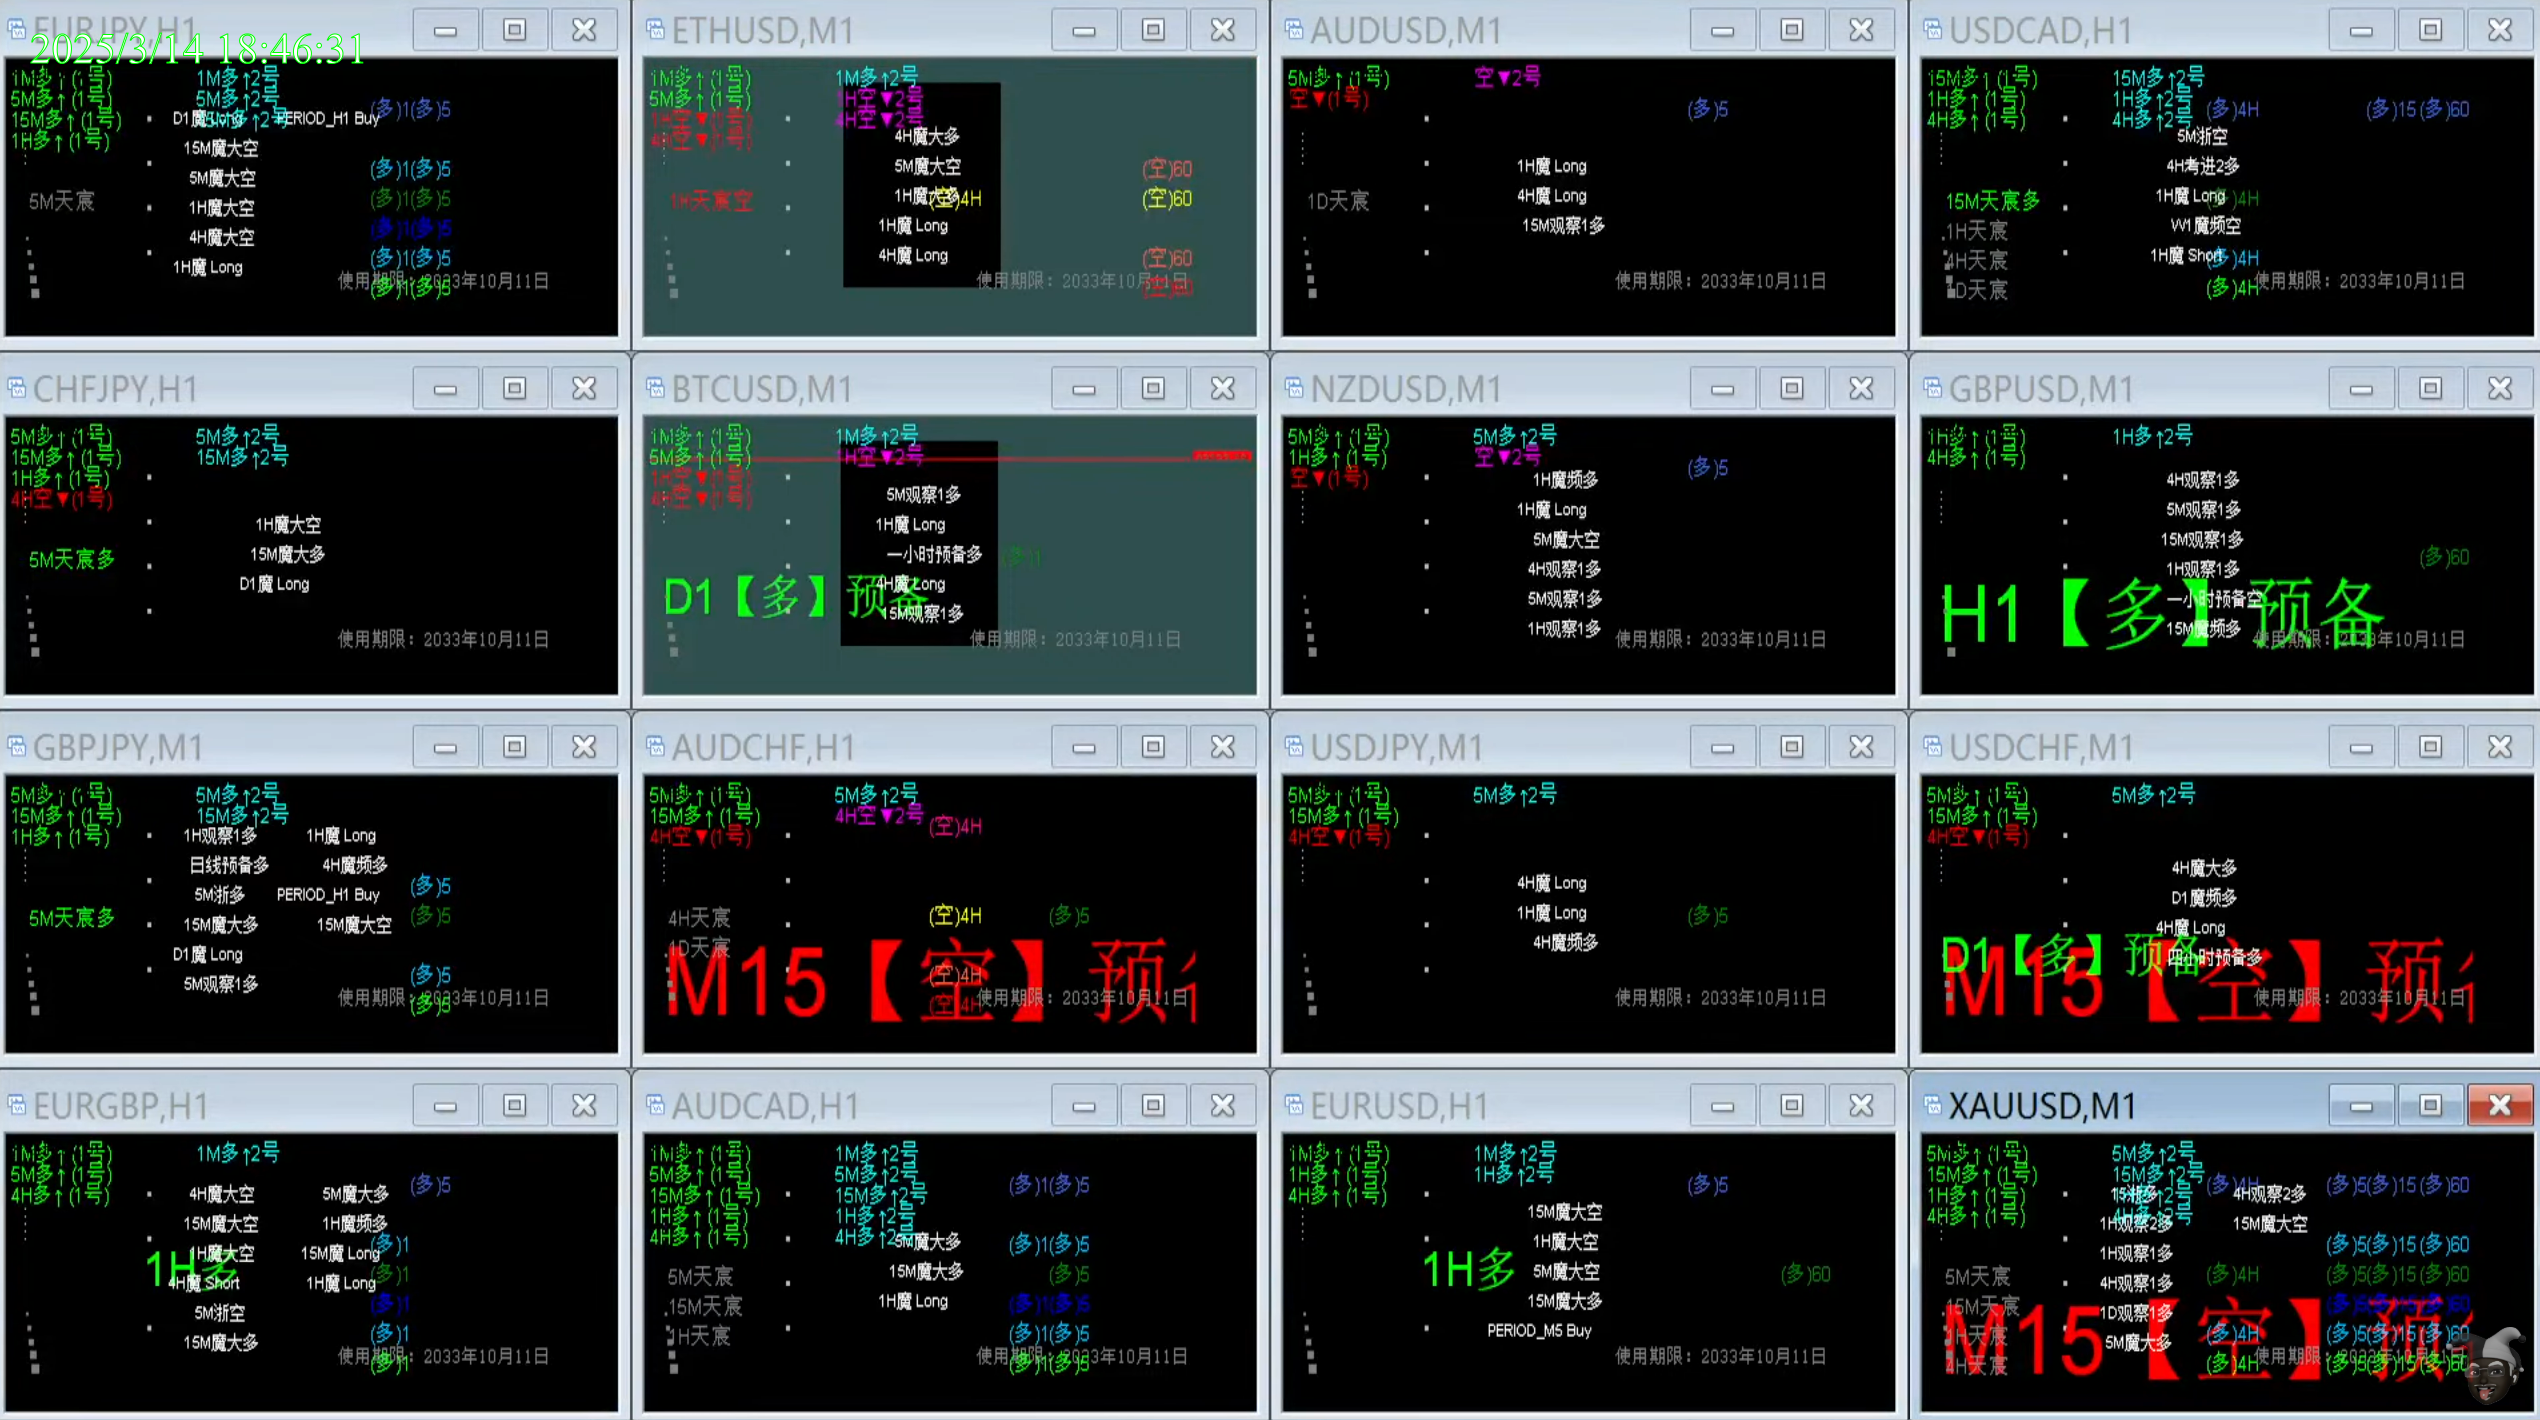 EURJPY,H1
2025/3/14 18:46:31
1M多↑(1号) 1M多↑2号
5M多↑(1号) 5M多↑2号 (多)1(多)5
15M多↑(1号) D1魔 Long 5M多↑2号 PERIOD_H1 Buy
1H多↑(1号)
15M魔大空
(多)1(多)5
5M魔大空
5M天宸 1H魔大空 (多)1(多)5
(多)1(多)5
4H魔大空
1H魔 Long (多)1(多)5
使用期限：2033年10月11日
(多)1(多)5
ETHUSD,M1
1M多↑(1号) 1M多↑2号
5M多↑(1号) 1H空▼2号
1H空▼(1号) 4H空▼2号
4H空▼(1号) 4H魔大多
5M魔大空 (空)60
1H天宸空 (空)4H (空)60
1H魔 Long
4H魔 Long (空)60
使用期限：2033年10月11日
AUDUSD,M1
5M多↑(1号) 空▼2号
空▼(1号) (多)5
1H魔 Long
1D天宸 4H魔 Long
15M观察1多
使用期限：2033年10月11日
USDCAD,H1
15M多↑(1号) 15M多↑2号
1H多↑(1号) 1H多↑2号 (多)4H (多)15(多)60
4H多↑(1号) 4H多↑2号
5M浙空
4H考进2多
15M天宸多 1H魔 Long (多)4H
1H天宸 W1魔频空
4H天宸 1H魔 Short (多)4H
1D天宸 (多)4H 使用期限：2033年10月11日
CHFJPY,H1
5M多↑(1号) 5M多↑2号
15M多↑(1号) 15M多↑2号
1H多↑(1号)
4H空▼(1号)
1H魔大空
5M天宸多 15M魔大多
D1魔 Long
使用期限：2033年10月11日
BTCUSD,M1
1M多↑(1号) 1M多↑2号
5M多↑(1号) 1H空▼2号
1H空▼(1号)
4H空▼(1号) 5M观察1多
1H魔 Long
一小时预备多 (多)1
4H魔 Long
D1【多】预备
15M观察1多
使用期限：2033年10月11日
NZDUSD,M1
5M多↑(1号) 5M多↑2号
1H多↑(1号) 空▼2号 (多)5
空▼(1号) 1H魔频多
1H魔 Long
5M魔大空
4H观察1多
5M观察1多
1H观察1多
使用期限：2033年10月11日
GBPUSD,M1
1H多↑(1号) 1H多↑2号
4H多↑(1号)
4H观察1多
5M观察1多
15M观察1多
(多)60
1H观察1多
一小时预备空
H1【多】预备
15M魔频多
使用期限：2033年10月11日
GBPJPY,M1
5M多↑(1号) 5M多↑2号
15M多↑(1号) 15M多↑2号
1H多↑(1号) 1H观察1多 1H魔 Long
日线预备多 4H魔频多
5M浙多 PERIOD_H1 Buy (多)5
5M天宸多 15M魔大多 15M魔大空 (多)5
D1魔 Long
5M观察1多 (多)5
使用期限：2033年10月11日
(多)5
AUDCHF,H1
5M多↑(1号) 5M多↑2号
15M多↑(1号) 4H空▼2号 (空)4H
4H空▼(1号)
4H天宸 (空)4H (多)5
1D天宸
M15【空】预
(空)4H
(空)4H 使用期限：2033年10月11日
USDJPY,M1
5M多↑(1号) 5M多↑2号
15M多↑(1号)
4H空▼(1号)
4H魔 Long
1H魔 Long (多)5
4H魔频多
使用期限：2033年10月11日
USDCHF,M1
5M多↑(1号) 5M多↑2号
15M多↑(1号)
4H空▼(1号)
4H魔大多
D1魔频多
4H魔 Long
D1【多】预备 四小时预备多
M15【空】预
使用期限：2033年10月11日
EURGBP,H1
1M多↑(1号) 1M多↑2号
5M多↑(1号) (多)5
4H多↑(1号) 4H魔大空 5M魔大多
15M魔大空 1H魔频多
1H魔大空 15M魔 Long (多)1
1H多
4H魔 Short 1H魔 Long (多)1
5M浙空 (多)1
15M魔大多 (多)1
使用期限：2033年10月11日
(多)1
AUDCAD,H1
1M多↑(1号) 1M多↑2号
5M多↑(1号) 5M多↑2号 (多)1(多)5
15M多↑(1号) 15M多↑2号
1H多↑(1号) 1H多↑2号
4H多↑(1号) 4H多↑2号 5M魔大多 (多)1(多)5
5M天宸 15M魔大多 (多)5
15M天宸 1H魔 Long (多)1(多)5
1H天宸 (多)1(多)5
使用期限：2033年10月11日
(多)1(多)5
EURUSD,H1
1M多↑(1号) 1M多↑2号
1H多↑(1号) 1H多↑2号 (多)5
4H多↑(1号)
15M魔大空
1H魔大空
1H多 5M魔大空 (多)60
15M魔大多
PERIOD_M5 Buy
使用期限：2033年10月11日
XAUUSD,M1
5M多↑(1号) 5M多↑2号
15M多↑(1号) 15M多↑2号 (多)4H (多)5(多)15(多)60
1H多↑(1号) 4H观察2多
4H多↑(1号) 1H观察2多 15M魔大空
1H观察1多 (多)5(多)15(多)60
5M天宸 4H观察1多 (多)4H (多)5(多)15(多)60
15M天宸 1D观察1多 (多)5(多)15(多)60
1H天宸 5M魔大多 (多)4H (多)5(多)15(多)60
M15【空】预
4H天宸 (多)4H 使用期限：2033年10月11日
(多)5(多)15(多)60